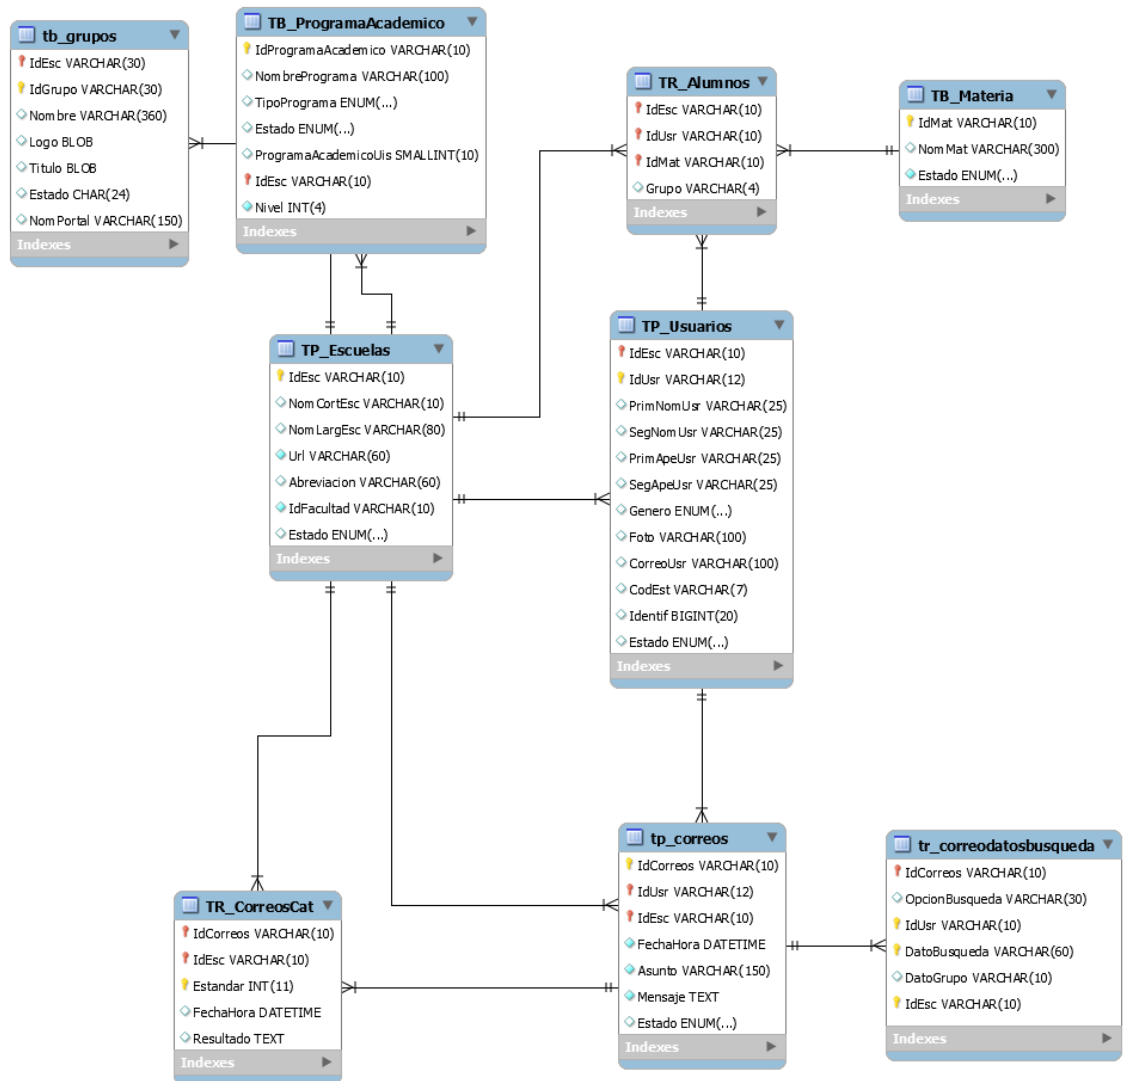 tb_grupos
IdEsc VARCHAR(30)
IdGrupo VARCHAR(30)
Nombre VARCHAR(360)
Logo BLOB
Titulo BLOB
Estado CHAR(24)
NomPortal VARCHAR(150)
Indexes
TB_ProgramaAcademico
IdProgramaAcademico VARCHAR(10)
NombrePrograma VARCHAR(100)
TipoPrograma ENUM(...)
Estado ENUM(...)
ProgramaAcademicoUis SMALLINT(10)
IdEsc VARCHAR(10)
Nivel INT(4)
Indexes
TR_Alumnos
IdEsc VARCHAR(10)
IdUsr VARCHAR(10)
IdMat VARCHAR(10)
Grupo VARCHAR(4)
Indexes
TB_Materia
IdMat VARCHAR(10)
NomMat VARCHAR(300)
Estado ENUM(...)
Indexes
TP_Escuelas
IdEsc VARCHAR(10)
NomCortEsc VARCHAR(10)
NomLargEsc VARCHAR(80)
Url VARCHAR(60)
Abreviacion VARCHAR(60)
IdFacultad VARCHAR(10)
Estado ENUM(...)
Indexes
TP_Usuarios
IdEsc VARCHAR(10)
IdUsr VARCHAR(12)
PrimNomUsr VARCHAR(25)
SegNomUsr VARCHAR(25)
PrimApeUsr VARCHAR(25)
SegApeUsr VARCHAR(25)
Genero ENUM(...)
Foto VARCHAR(100)
CorreoUsr VARCHAR(100)
CodEst VARCHAR(7)
Identif BIGINT(20)
Estado ENUM(...)
Indexes
TR_CorreosCat
IdCorreos VARCHAR(10)
IdEsc VARCHAR(10)
Estandar INT(11)
FechaHora DATETIME
Resultado TEXT
Indexes
tp_correos
IdCorreos VARCHAR(10)
IdUsr VARCHAR(12)
IdEsc VARCHAR(10)
FechaHora DATETIME
Asunto VARCHAR(150)
Mensaje TEXT
Estado ENUM(...)
Indexes
tr_correodatosbusqueda
IdCorreos VARCHAR(10)
OpcionBusqueda VARCHAR(30)
IdUsr VARCHAR(10)
DatoBusqueda VARCHAR(60)
DatoGrupo VARCHAR(10)
IdEsc VARCHAR(10)
Indexes